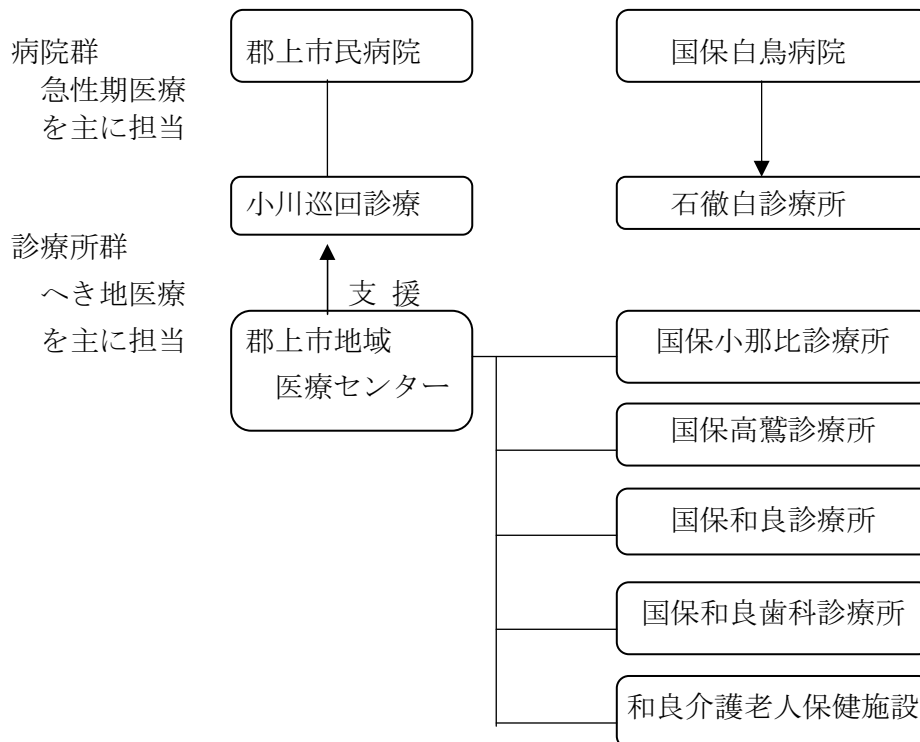 病院群
急性期医療
を主に担当
郡上市民病院
国保白鳥病院
小川巡回診療
石徹白診療所
診療所群
へき地医療
を主に担当
支 援
郡上市地域
医療センター
国保小那比診療所
国保高鷲診療所
国保和良診療所
国保和良歯科診療所
和良介護老人保健施設